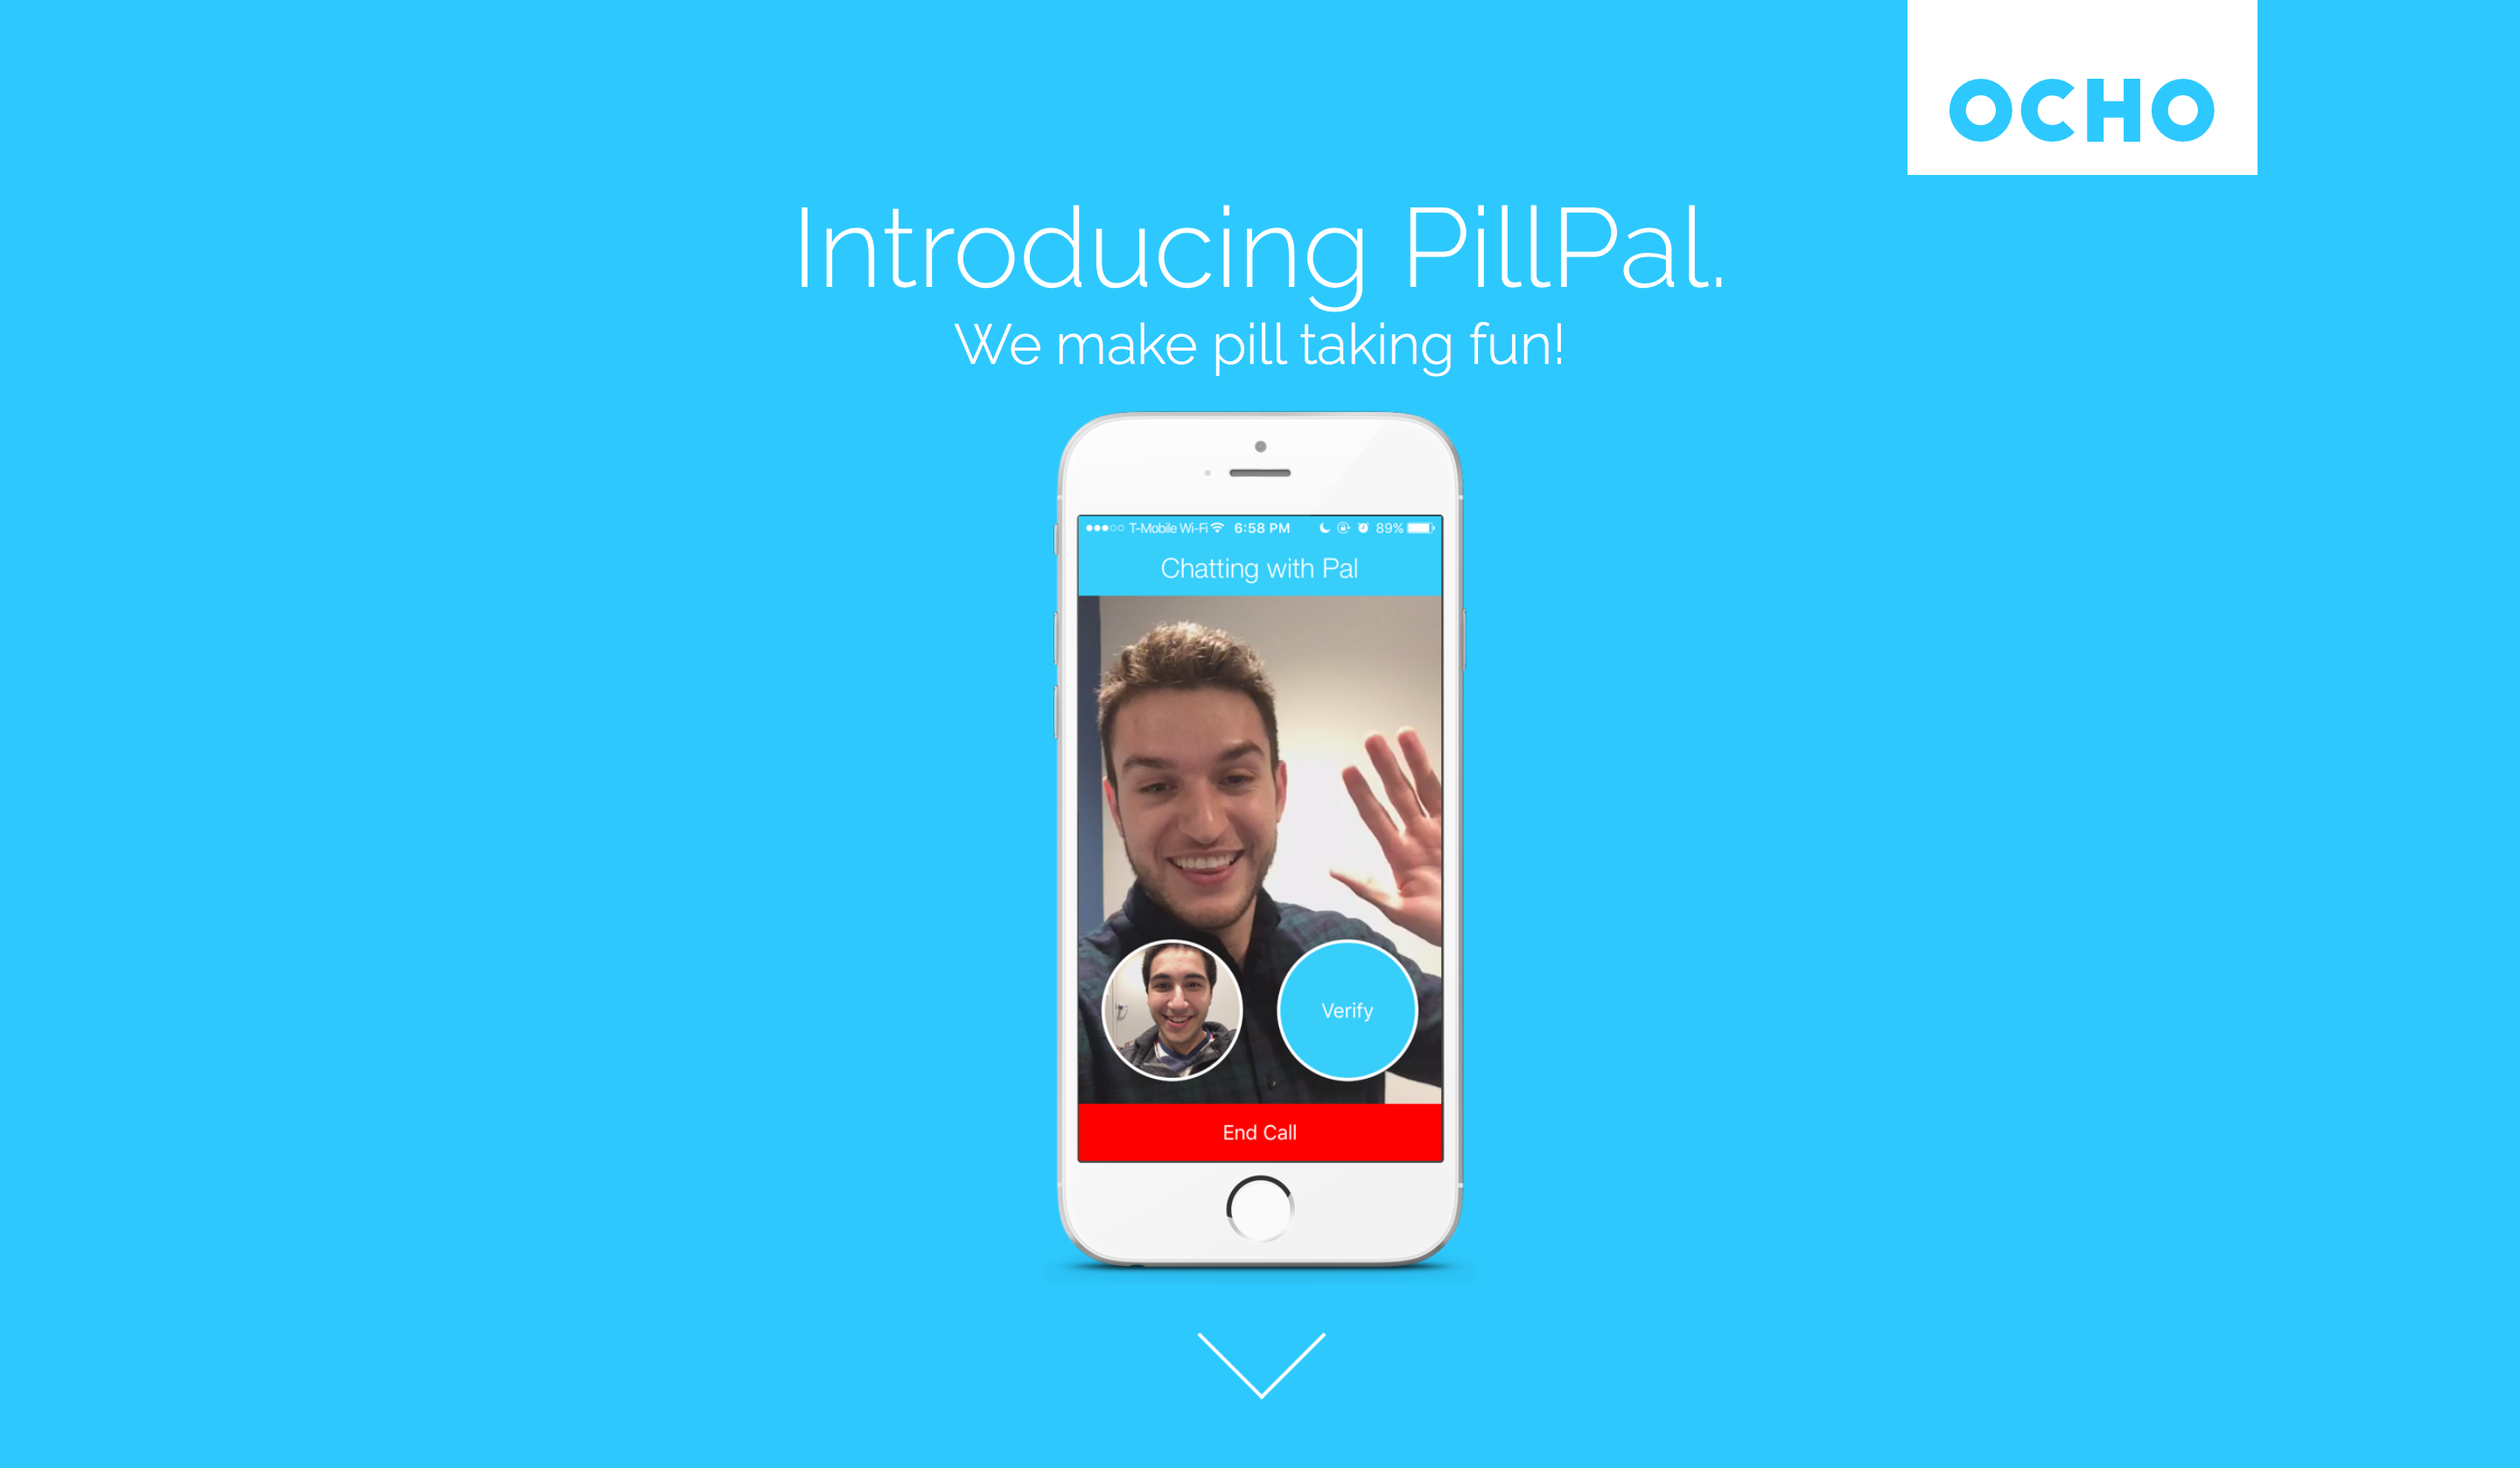 OCHO
Introducing PillPal.
We make pill taking fun!
T-Mobile Wi-Fi 6:58 PM 89%
Chatting with Pal
Verify
End Call